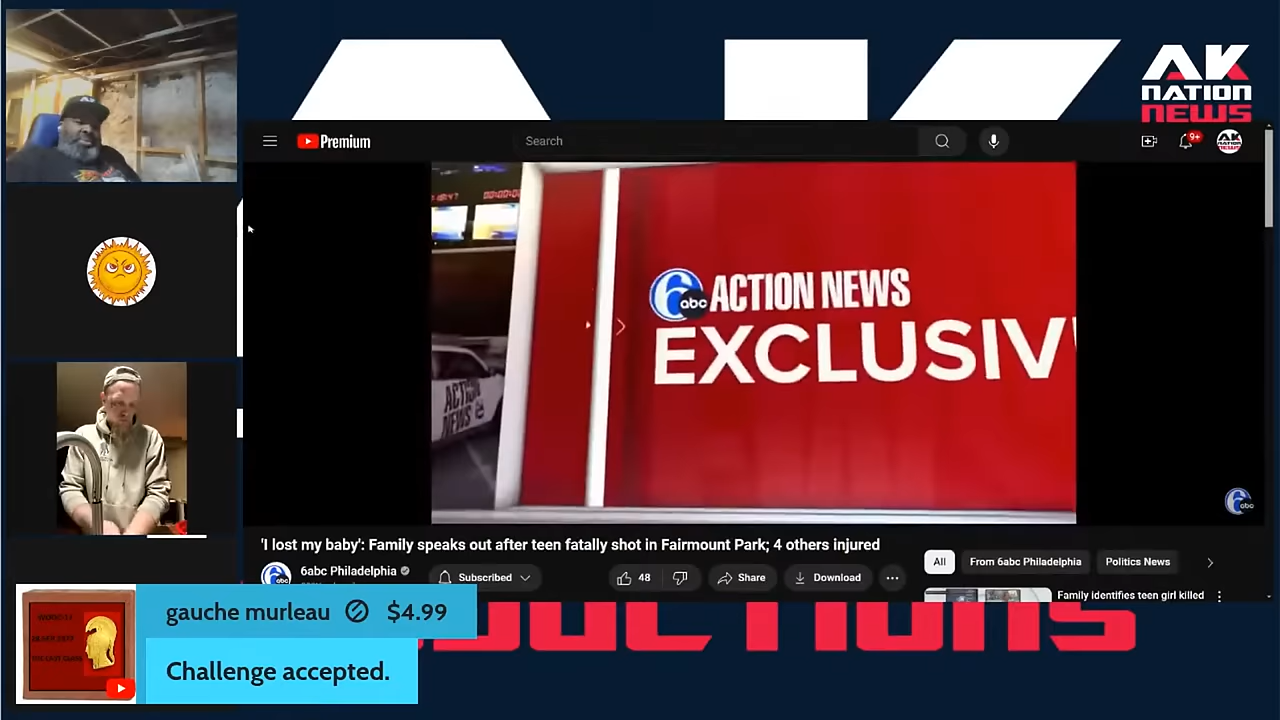 AK
NATION
NEWS
Premium
Search
9+
6abc ACTION NEWS
EXCLUSIV
ACTION
NEWS
abc
'I lost my baby': Family speaks out after teen fatally shot in Fairmount Park; 4 others injured
6abc Philadelphia
Subscribed
48
Share
Download
All
From 6abc Philadelphia
Politics News
Family identifies teen girl killed
gauche murleau $4.99
Challenge accepted.